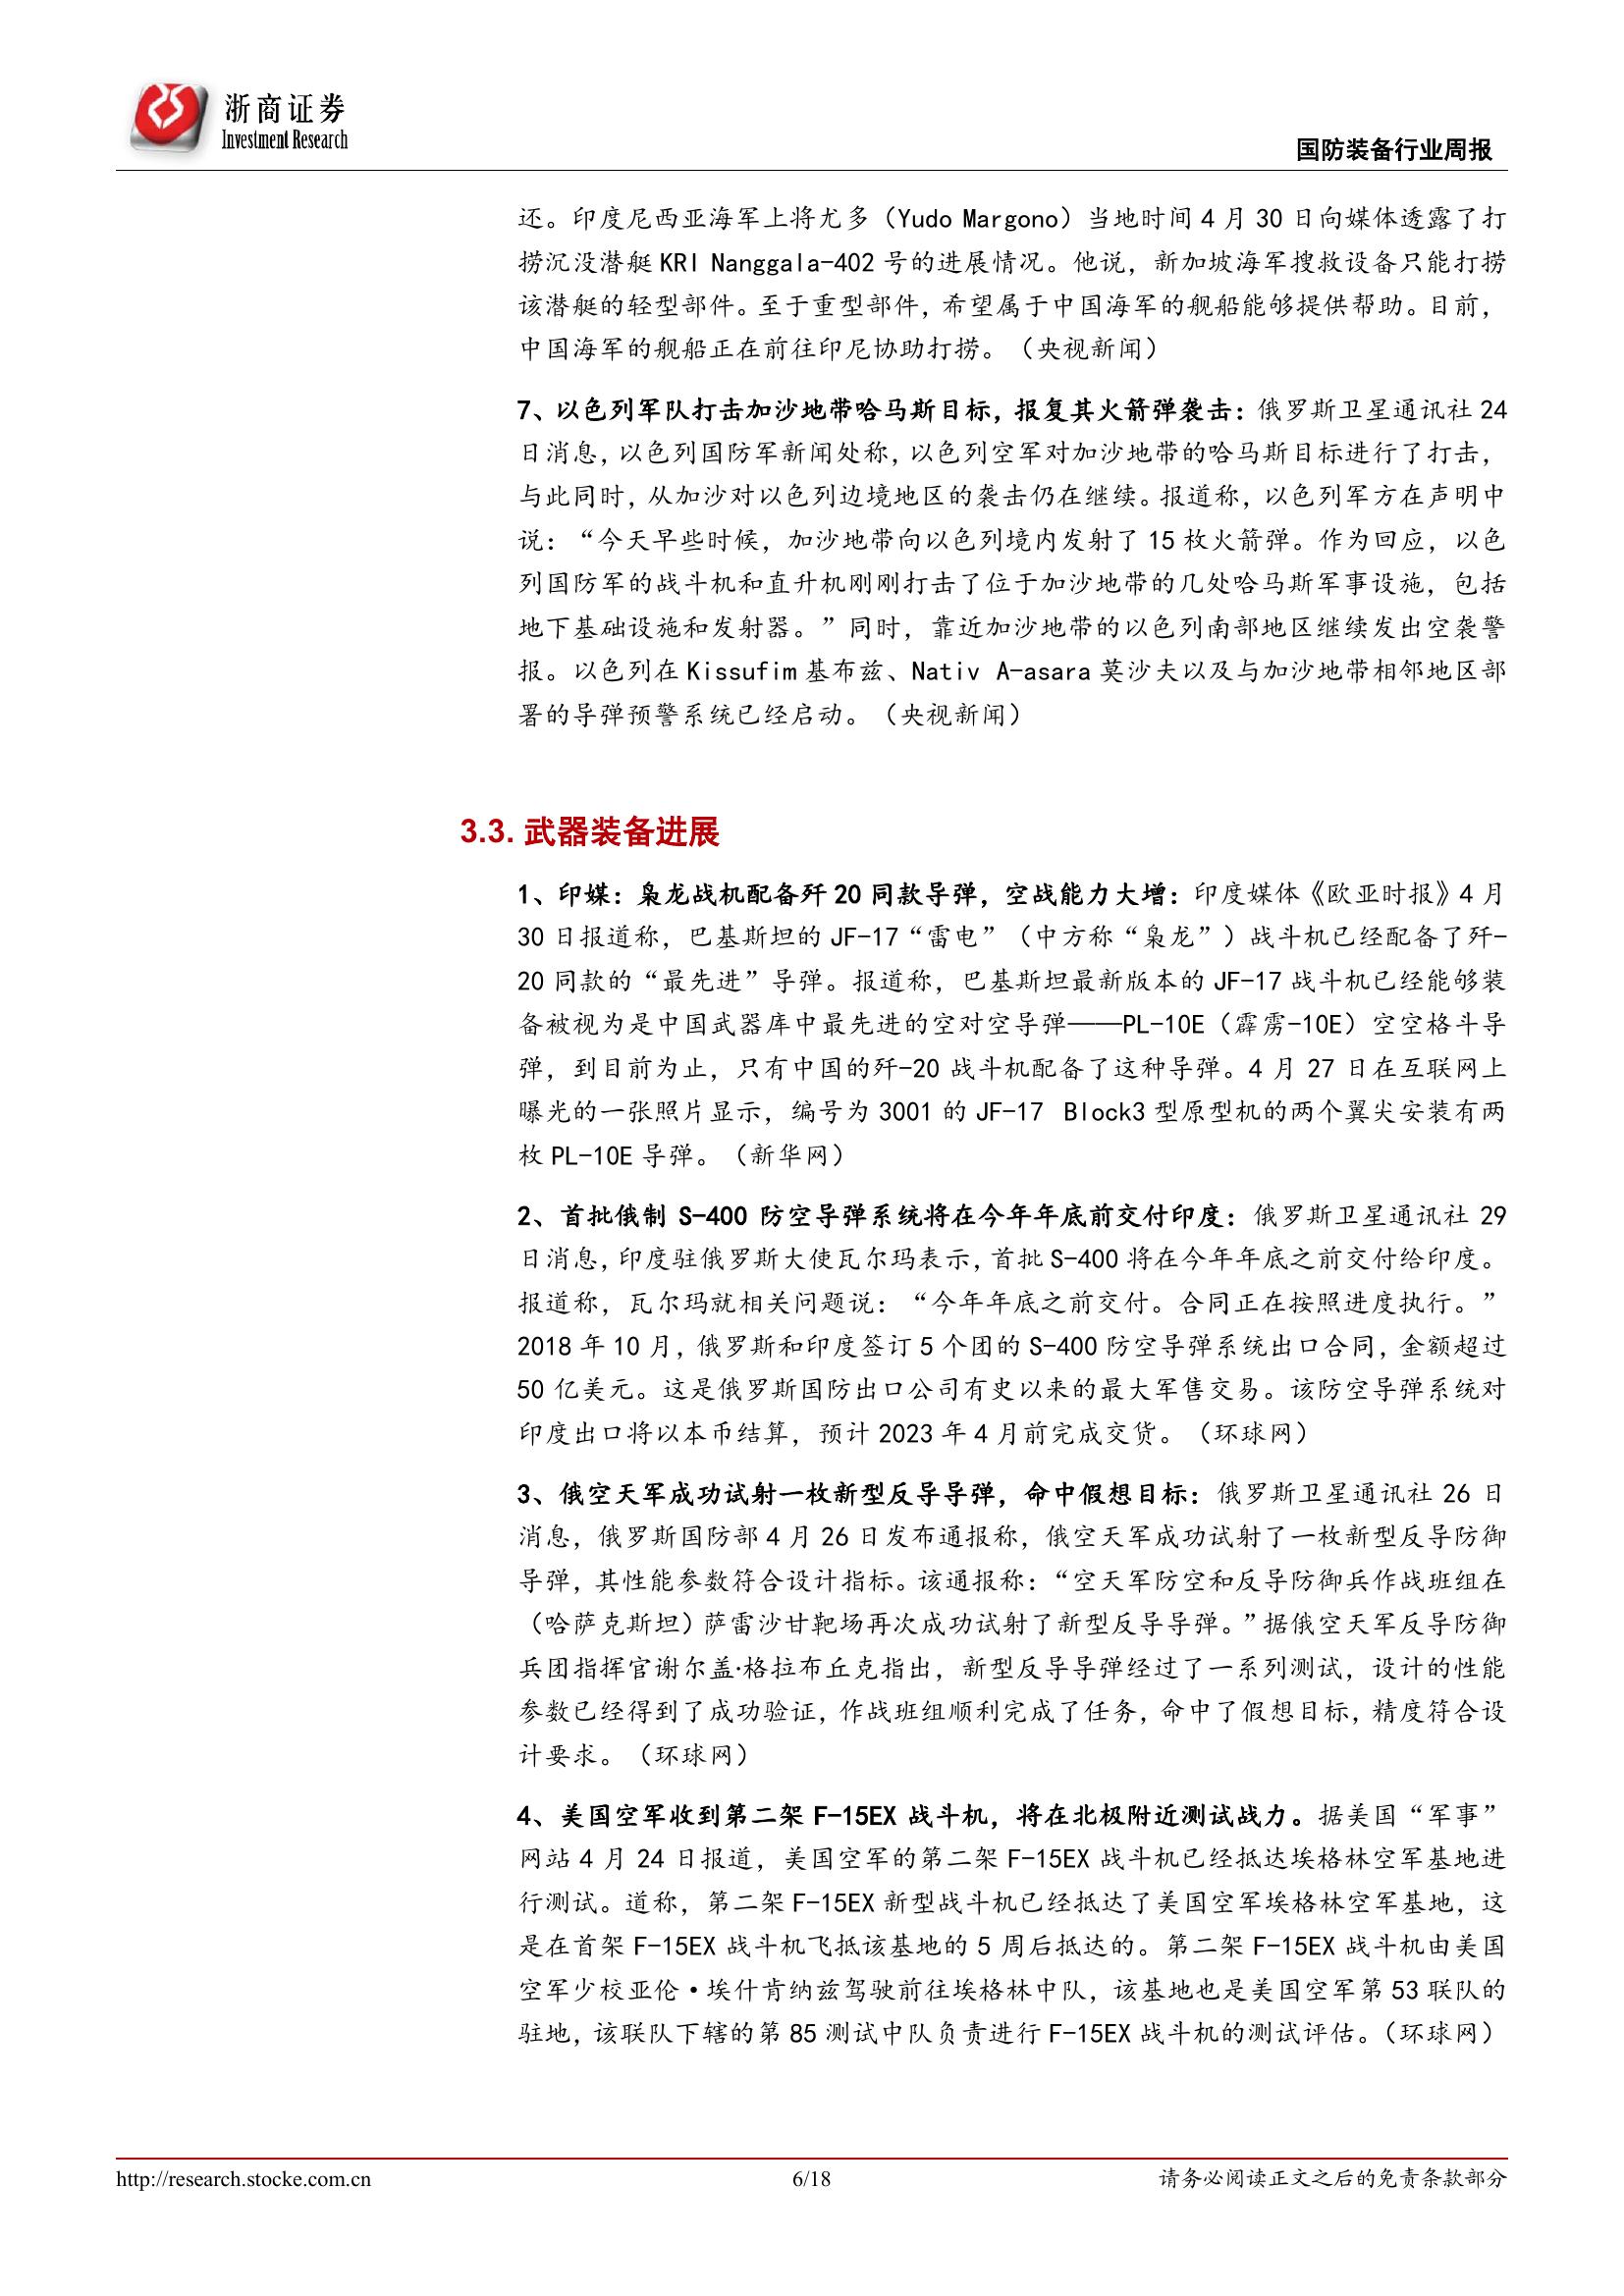 浙商证券
Investment Research
国防装备行业周报
还。印度尼西亚海军上将尤多（Yudo Margono）当地时间 4 月 30 日向媒体透露了打
捞沉没潜艇 KRI Nanggala-402 号的进展情况。他说，新加坡海军搜救设备只能打捞
该潜艇的轻型部件。至于重型部件，希望属于中国海军的舰船能够提供帮助。目前，
中国海军的舰船正在前往印尼协助打捞。（央视新闻）
7、以色列军队打击加沙地带哈马斯目标，报复其火箭弹袭击：俄罗斯卫星通讯社 24
日消息，以色列国防军新闻处称，以色列空军对加沙地带的哈马斯目标进行了打击，
与此同时，从加沙对以色列边境地区的袭击仍在继续。报道称，以色列军方在声明中
说：“今天早些时候，加沙地带向以色列境内发射了 15 枚火箭弹。作为回应，以色
列国防军的战斗机和直升机刚刚打击了位于加沙地带的几处哈马斯军事设施，包括
地下基础设施和发射器。”同时，靠近加沙地带的以色列南部地区继续发出空袭警
报。以色列在 Kissufim 基布兹、Nativ A-asara 莫沙夫以及与加沙地带相邻地区部
署的导弹预警系统已经启动。（央视新闻）
3.3. 武器装备进展
1、印媒：枭龙战机配备歼 20 同款导弹，空战能力大增：印度媒体《欧亚时报》4 月
30 日报道称，巴基斯坦的 JF-17“雷电”（中方称“枭龙”）战斗机已经配备了歼-
20 同款的“最先进”导弹。报道称，巴基斯坦最新版本的 JF-17 战斗机已经能够装
备被视为是中国武器库中最先进的空对空导弹——PL-10E（霹雳-10E）空空格斗导
弹，到目前为止，只有中国的歼-20 战斗机配备了这种导弹。4 月 27 日在互联网上
曝光的一张照片显示，编号为 3001 的 JF-17 Block3 型原型机的两个翼尖安装有两
枚 PL-10E 导弹。（新华网）
2、首批俄制 S-400 防空导弹系统将在今年年底前交付印度：俄罗斯卫星通讯社 29
日消息，印度驻俄罗斯大使瓦尔玛表示，首批 S-400 将在今年年底之前交付给印度。
报道称，瓦尔玛就相关问题说：“今年年底之前交付。合同正在按照进度执行。”
2018 年 10 月，俄罗斯和印度签订 5 个团的 S-400 防空导弹系统出口合同，金额超过
50 亿美元。这是俄罗斯国防出口公司有史以来的最大军售交易。该防空导弹系统对
印度出口将以本币结算，预计 2023 年 4 月前完成交货。（环球网）
3、俄空天军成功试射一枚新型反导导弹，命中假想目标：俄罗斯卫星通讯社 26 日
消息，俄罗斯国防部 4 月 26 日发布通报称，俄空天军成功试射了一枚新型反导防御
导弹，其性能参数符合设计指标。该通报称：“空天军防空和反导防御兵作战班组在
（哈萨克斯坦）萨雷沙甘靶场再次成功试射了新型反导导弹。”据俄空天军反导防御
兵团指挥官谢尔盖·格拉布丘克指出，新型反导导弹经过了一系列测试，设计的性能
参数已经得到了成功验证，作战班组顺利完成了任务，命中了假想目标，精度符合设
计要求。（环球网）
4、美国空军收到第二架 F-15EX 战斗机，将在北极附近测试战力。据美国“军事”
网站 4 月 24 日报道，美国空军的第二架 F-15EX 战斗机已经抵达埃格林空军基地进
行测试。道称，第二架 F-15EX 新型战斗机已经抵达了美国空军埃格林空军基地，这
是在首架 F-15EX 战斗机飞抵该基地的 5 周后抵达的。第二架 F-15EX 战斗机由美国
空军少校亚伦·埃什肯纳兹驾驶前往埃格林中队，该基地也是美国空军第 53 联队的
驻地，该联队下辖的第 85 测试中队负责进行 F-15EX 战斗机的测试评估。（环球网）
http://research.stocke.com.cn
6/18
请务必阅读正文之后的免责条款部分